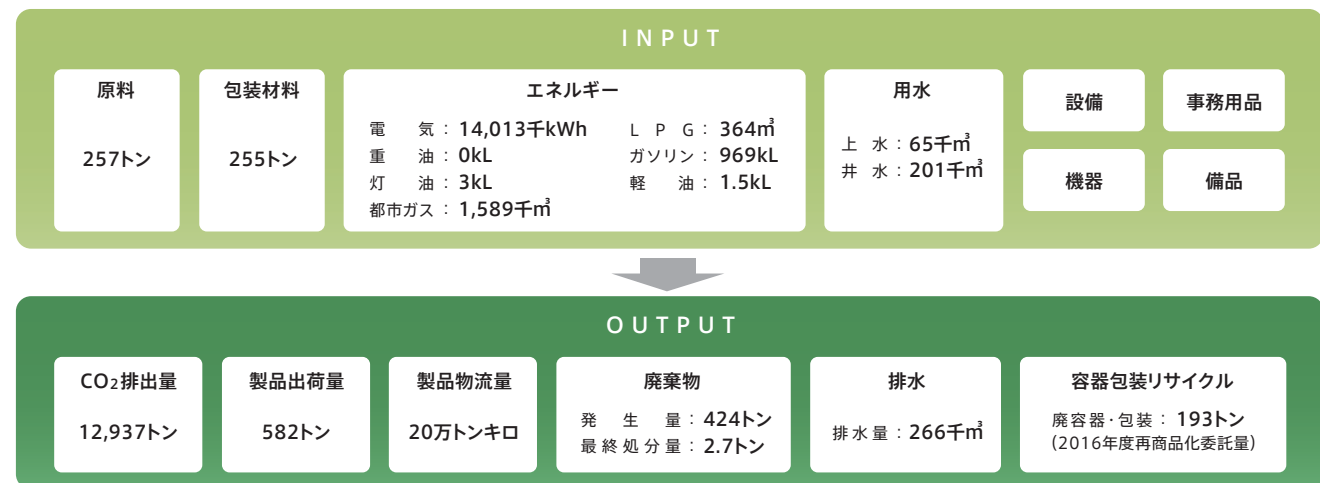 INPUT
原料
257トン
包装材料
255トン
エネルギー
電気：14,013千kWh
重油：0kL
灯油：3kL
都市ガス：1,589千㎥
LPG：364㎥
ガソリン：969kL
軽油：1.5kL
用水
上水：65千㎥
井水：201千㎥
設備
事務用品
機器
備品
OUTPUT
CO2排出量
12,937トン
製品出荷量
582トン
製品物流量
20万トンキロ
廃棄物
発生量：424トン
最終処分量：2.7トン
排水
排水量：266千㎥
容器包装リサイクル
廃容器・包装：193トン
（2016年度再商品化委託量）